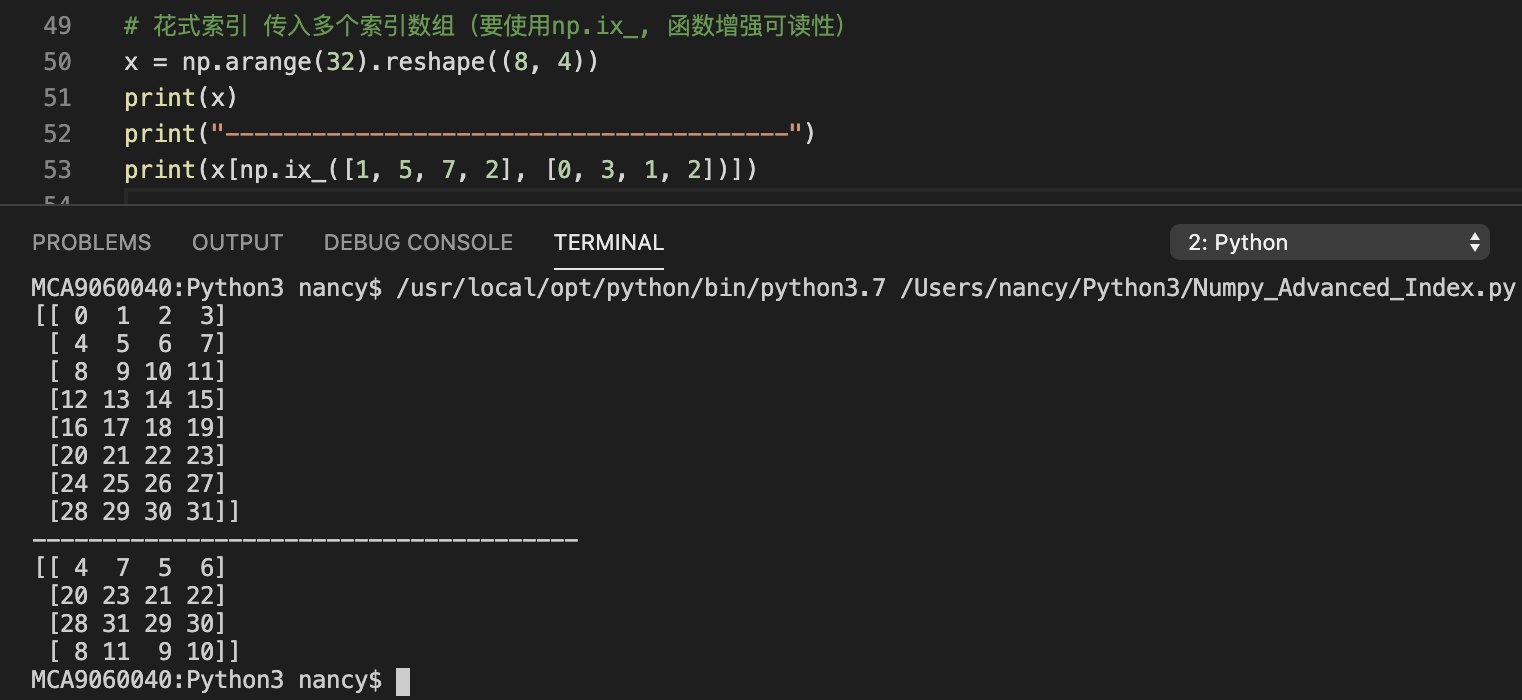 49 # 花式索引 传入多个索引数组（要使用np.ix_, 函数增强可读性）
50 x = np.arange(32).reshape((8, 4))
51 print(x)
52 print("---------------------------------------")
53 print(x[np.ix_([1, 5, 7, 2], [0, 3, 1, 2])])
54
PROBLEMS OUTPUT DEBUG CONSOLE TERMINAL 2: Python
MCA9060040:Python3 nancy$ /usr/local/opt/python/bin/python3.7 /Users/nancy/Python3/Numpy_Advanced_Index.py
[[ 0  1  2  3]
 [ 4  5  6  7]
 [ 8  9 10 11]
 [12 13 14 15]
 [16 17 18 19]
 [20 21 22 23]
 [24 25 26 27]
 [28 29 30 31]]
---------------------------------------
[[ 4  7  5  6]
 [20 23 21 22]
 [28 31 29 30]
 [ 8 11  9 10]]
MCA9060040:Python3 nancy$